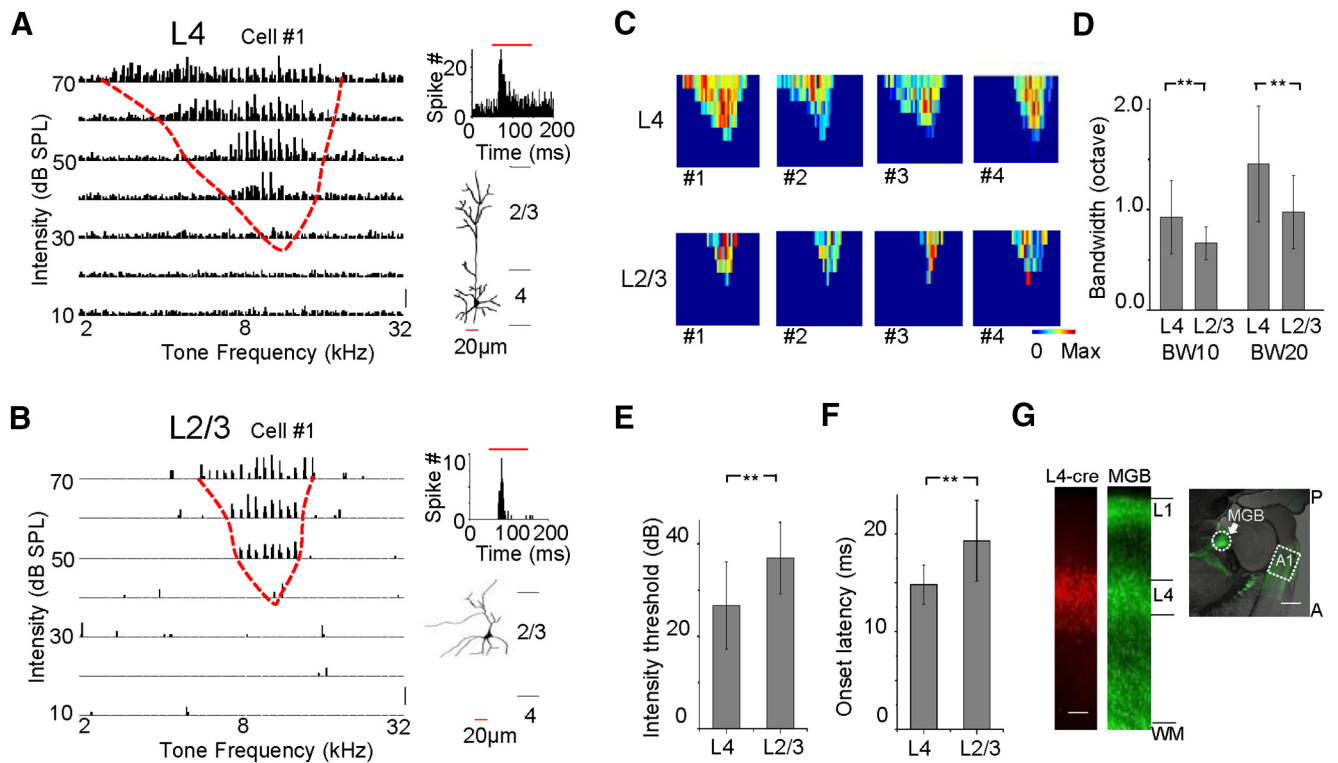 A
L4 Cell #1
70
50
30
10
Intensity (dB SPL)
2 8 32
Tone Frequency (kHz)
Spike #
20
0
0 100 200
Time (ms)
2/3
4
20µm
B
L2/3 Cell #1
70
50
30
10
Intensity (dB SPL)
2 8 32
Tone Frequency (kHz)
Spike #
10
0
0 100 200
Time (ms)
2/3
4
20µm
C
L4
#1 #2 #3 #4
L2/3
#1 #2 #3 #4
0 Max
D
Bandwidth (octave)
2.0
1.0
0.0
** **
L4 L2/3 L4 L2/3
BW10 BW20
E
Intensity threshold (dB)
40
20
0
**
L4 L2/3
F
Onset latency (ms)
20
15
0
**
L4 L2/3
G
L4-cre MGB
L1
L4
WM
MGB
A1
P
A